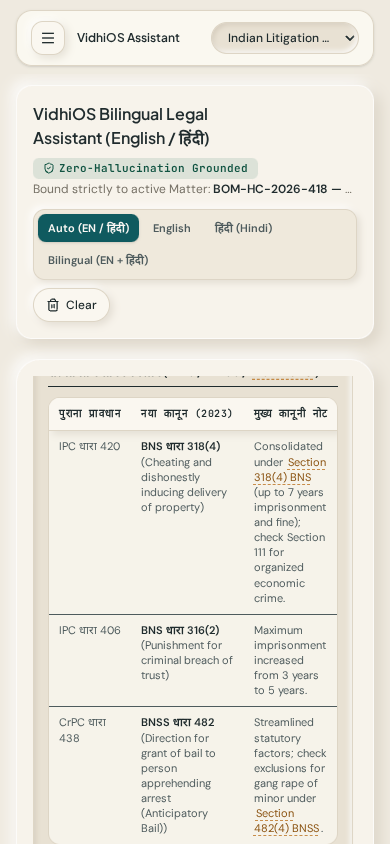 VidhiOS Assistant
Indian Litigation ...
VidhiOS Bilingual Legal
Assistant (English / हिंदी)
Zero-Hallucination Grounded
Bound strictly to active Matter: BOM-HC-2026-418 — ...
Auto (EN / हिंदी)
English
हिंदी (Hindi)
Bilingual (EN + हिंदी)
Clear
पुराना प्रावधान
नया कानून (2023)
मुख्य कानूनी नोट
IPC धारा 420
BNS धारा 318(4)
(Cheating and
dishonestly
inducing delivery
of property)
Consolidated
under Section
318(4) BNS
(up to 7 years
imprisonment
and fine);
check Section
111 for
organized
economic
crime.
IPC धारा 406
BNS धारा 316(2)
(Punishment for
criminal breach of
trust)
Maximum
imprisonment
increased
from 3 years
to 5 years.
CrPC धारा
438
BNSS धारा 482
(Direction for
grant of bail to
person
apprehending
arrest
(Anticipatory
Bail))
Streamlined
statutory
factors; check
exclusions for
gang rape of
minor under
Section
482(4) BNSS.